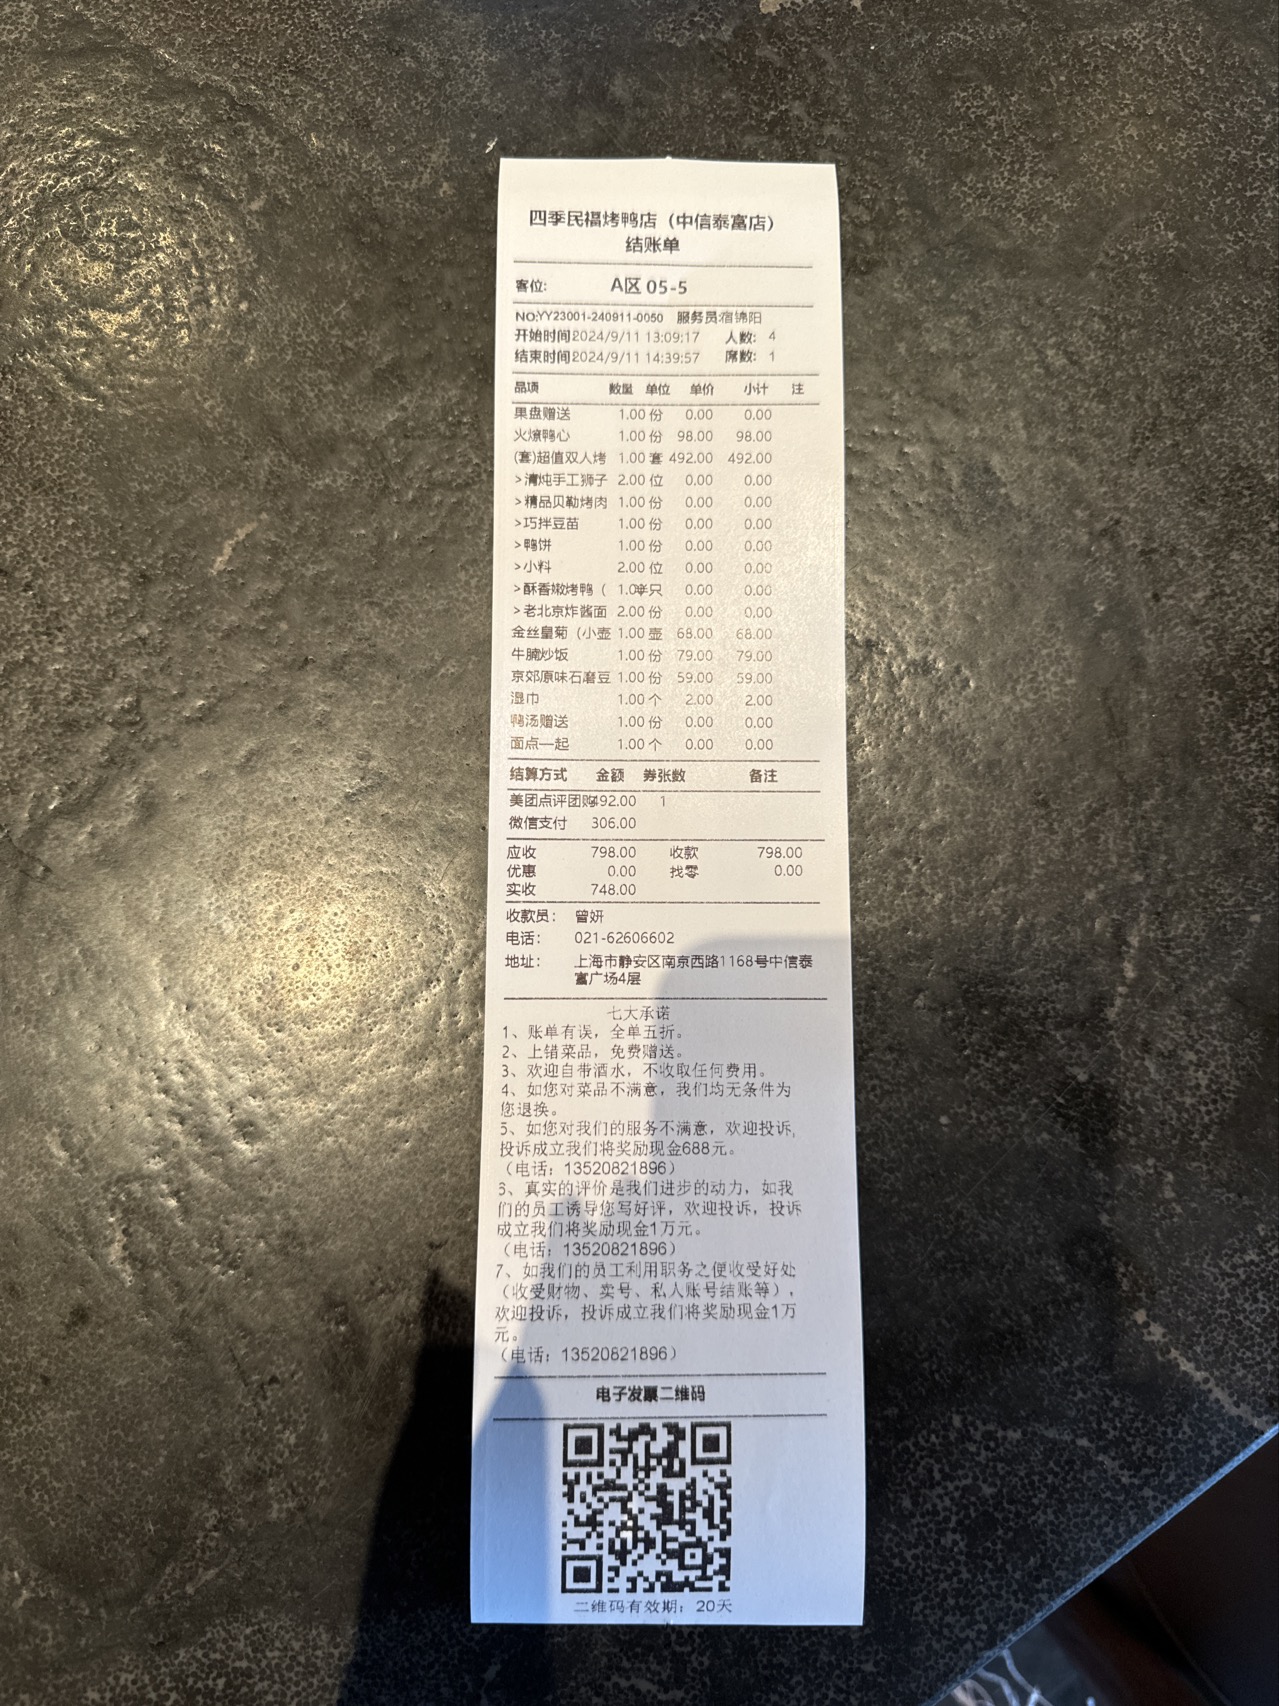 四季民福烤鸭店（中信泰富店）
结账单
客位: A区 05-5
NO:YY23001-240911-0050 服务员:宿锦阳
开始时间2024/9/11 13:09:17 人数: 4
结束时间2024/9/11 14:39:57 席数: 1
品项 数量 单位 单价 小计 注
果盘赠送 1.00 份 0.00 0.00
火燎鸭心 1.00 份 98.00 98.00
(套)超值双人烤 1.00 套 492.00 492.00
>清炖手工狮子 2.00 位 0.00 0.00
>精品贝勒烤肉 1.00 份 0.00 0.00
>巧拌豆苗 1.00 份 0.00 0.00
>鸭饼 1.00 份 0.00 0.00
>小料 2.00 位 0.00 0.00
>酥香嫩烤鸭（ 1.0半只 0.00 0.00
>老北京炸酱面 2.00 份 0.00 0.00
金丝皇菊（小壶 1.00 壶 68.00 68.00
牛腩炒饭 1.00 份 79.00 79.00
京郊原味石磨豆 1.00 份 59.00 59.00
湿巾 1.00 个 2.00 2.00
鸭汤赠送 1.00 份 0.00 0.00
面点一起 1.00 个 0.00 0.00
结算方式 金额 券张数 备注
美团点评团购492.00 1
微信支付 306.00
应收 798.00 收款 798.00
优惠 0.00 找零 0.00
实收 748.00
收款员: 曾妍
电话: 021-62606602
地址: 上海市静安区南京西路1168号中信泰
富广场4层
七大承诺
1、账单有误，全单五折。
2、上错菜品，免费赠送。
3、欢迎自带酒水，不收取任何费用。
4、如您对菜品不满意，我们均无条件为
您退换。
5、如您对我们的服务不满意，欢迎投诉，
投诉成立我们将奖励现金688元。
（电话：13520821896）
6、真实的评价是我们进步的动力，如我
们的员工诱导您写好评，欢迎投诉，投诉
成立我们将奖励现金1万元。
（电话：13520821896）
7、如我们的员工利用职务之便收受好处
（收受财物、卖号、私人账号结账等），
欢迎投诉，投诉成立我们将奖励现金1万
元。
（电话：13520821896）
电子发票二维码
二维码有效期：20天